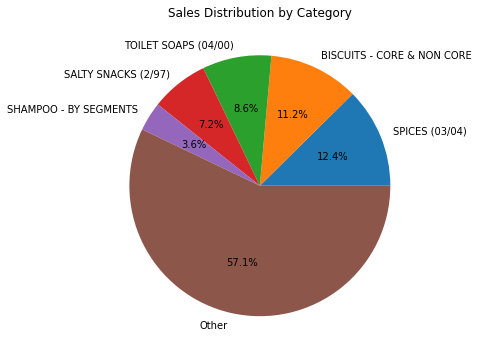 Sales Distribution by Category
TOILET SOAPS (04/00)
BISCUITS - CORE & NON CORE
SALTY SNACKS (2/97)
SHAMPOO - BY SEGMENTS
8.6%
11.2%
7.2%
SPICES (03/04)
3.6%
12.4%
57.1%
Other